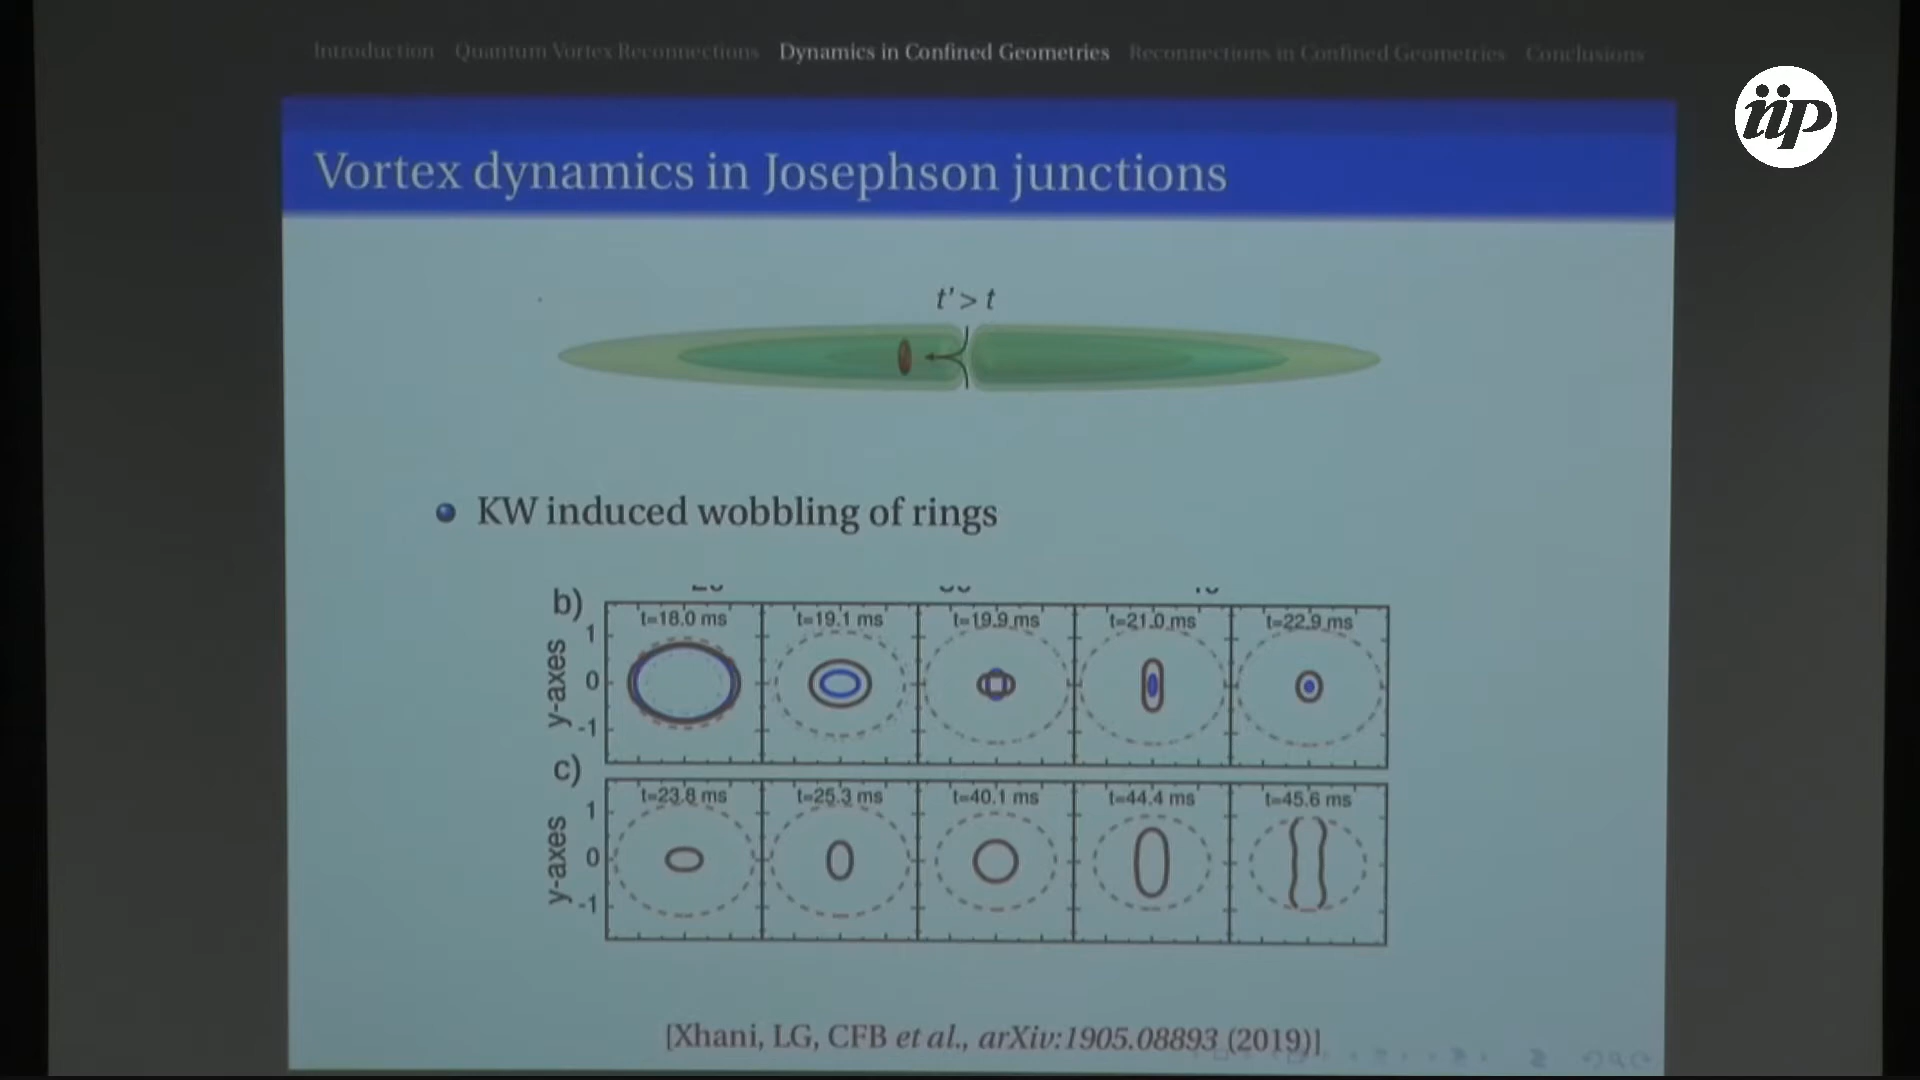 Introduction Quantum Vortex Reconnections Dynamics in Confined Geometries Reconnections in Confined Geometries Conclusions
iip
Vortex dynamics in Josephson junctions
t' > t
KW induced wobbling of rings
b)
t=18.0 ms t=19.1 ms t=19.9 ms t=21.0 ms t=22.9 ms
1
0
-1
y-axes
c)
t=23.8 ms t=25.3 ms t=40.1 ms t=44.4 ms t=45.6 ms
1
0
-1
y-axes
[Xhani, LG, CFB et al., arXiv:1905.08893 (2019)]